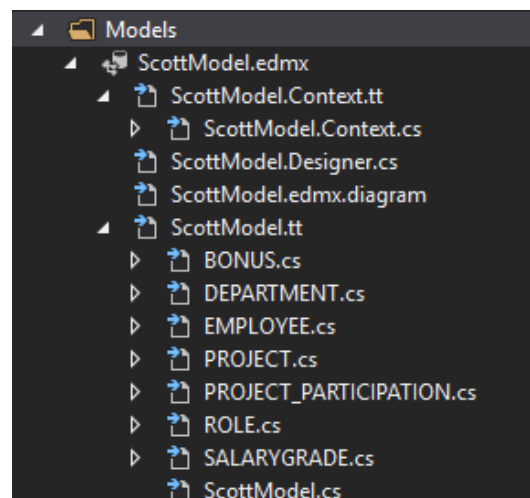 Models
ScottModel.edmx
ScottModel.Context.tt
ScottModel.Context.cs
ScottModel.Designer.cs
ScottModel.edmx.diagram
ScottModel.tt
BONUS.cs
DEPARTMENT.cs
EMPLOYEE.cs
PROJECT.cs
PROJECT_PARTICIPATION.cs
ROLE.cs
SALARYGRADE.cs
ScottModel.cs